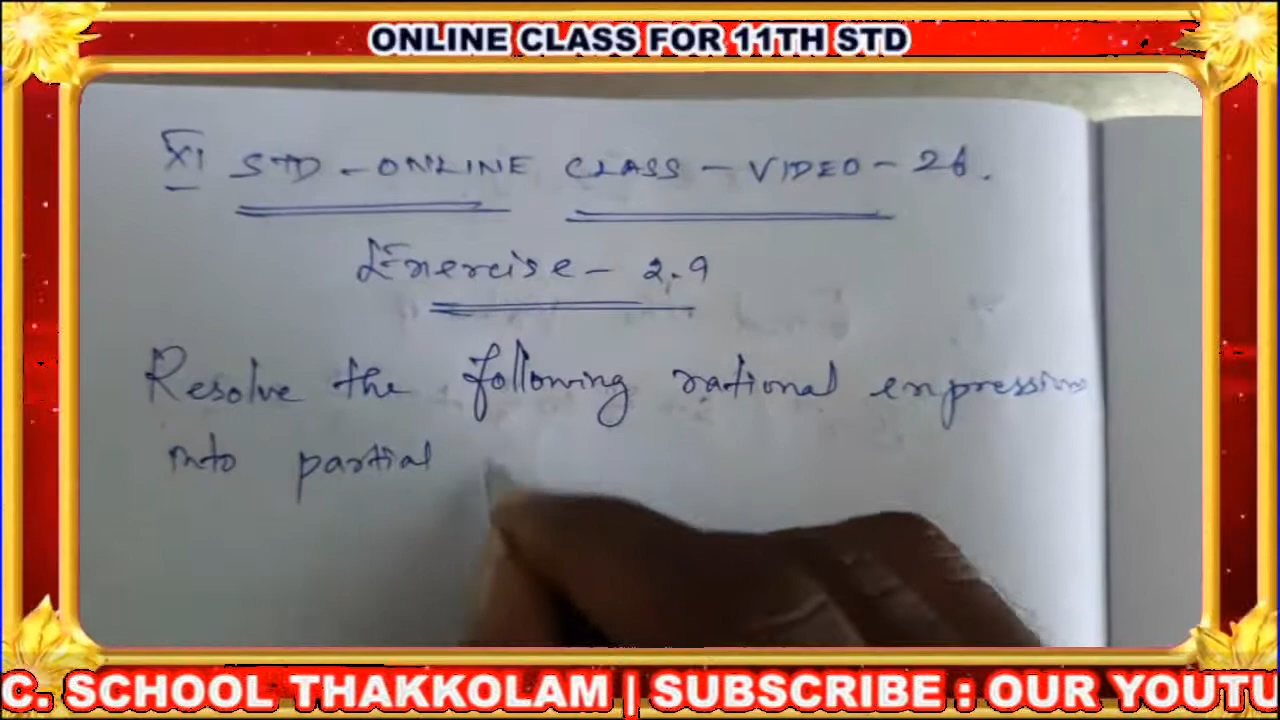 ONLINE CLASS FOR 11TH STD
XI STD - ONLINE CLASS - VIDEO - 26.
Exercise - 2.9
Resolve the following rational expressions
into partial
C. SCHOOL THAKKOLAM | SUBSCRIBE : OUR YOUTU